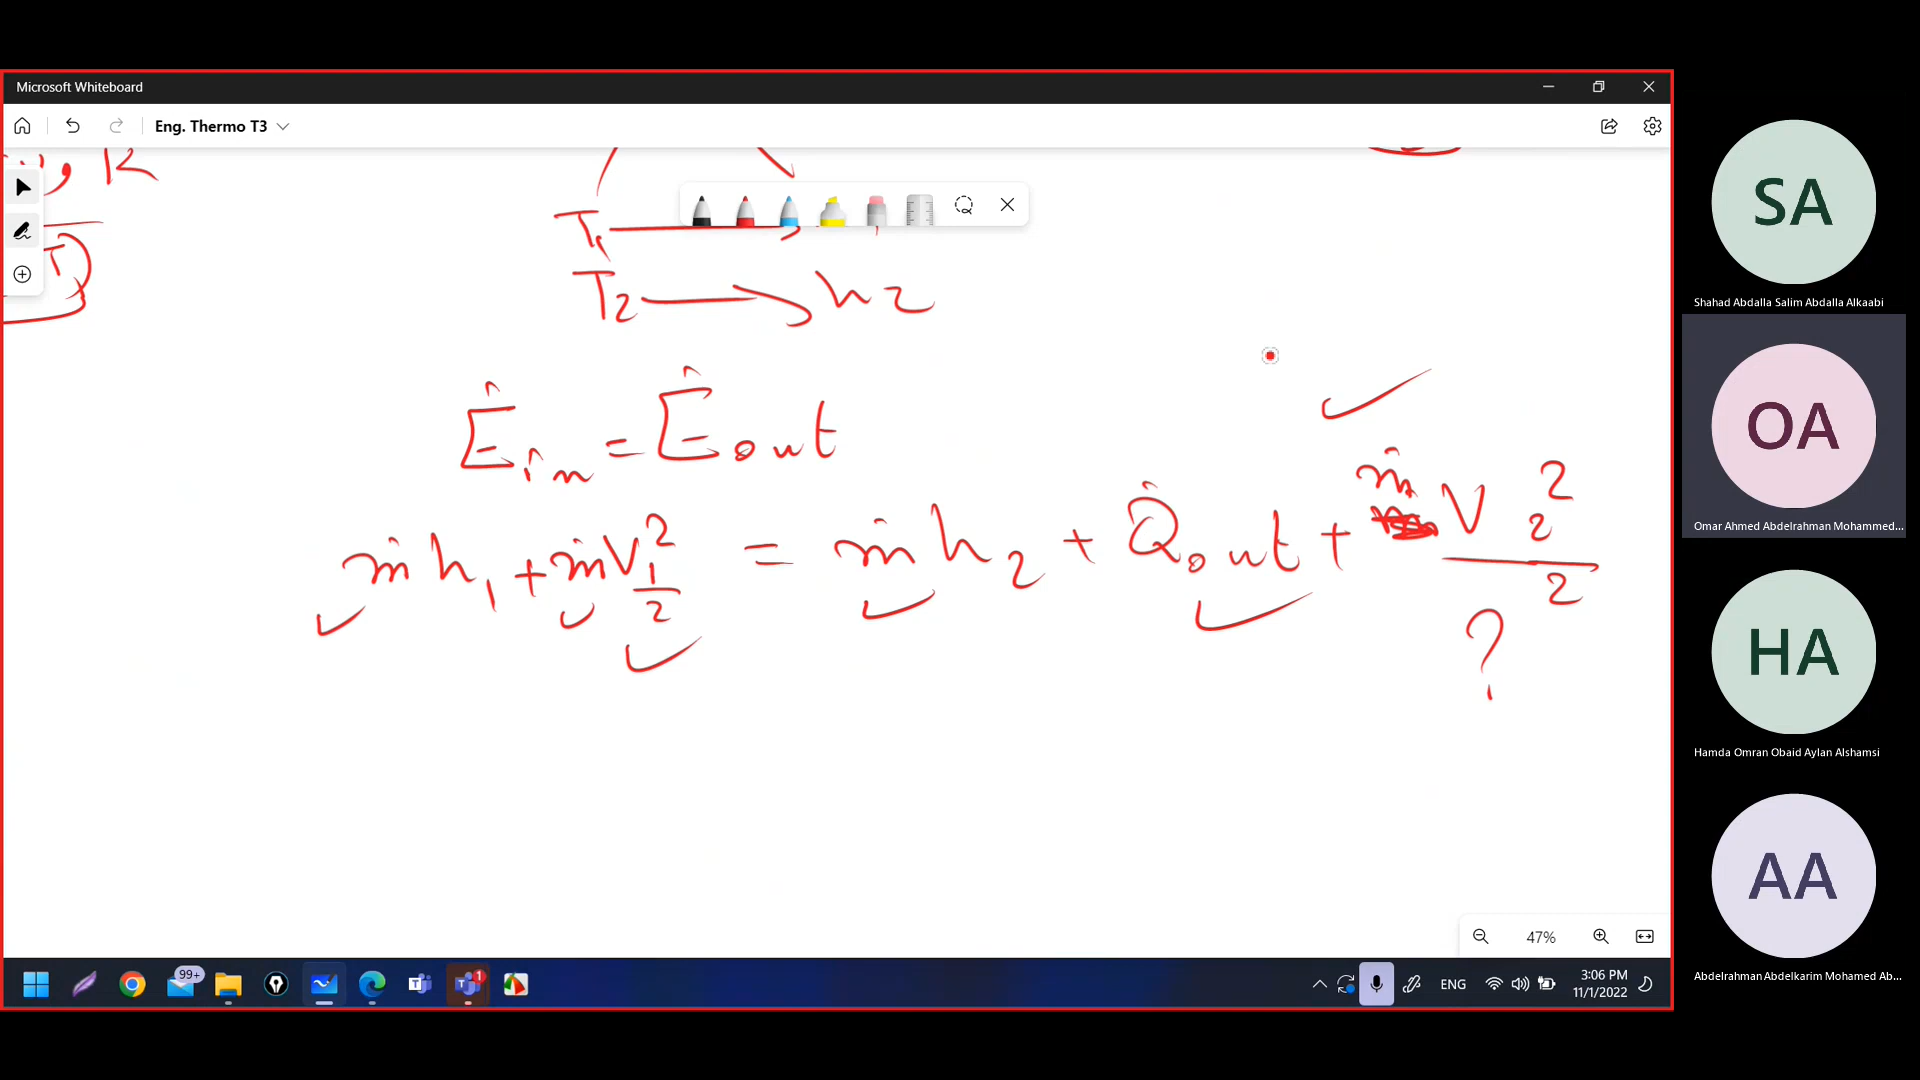 Microsoft Whiteboard
Eng. Thermo T3
, K
T1
T2 → h2
Ėin = Ėout
ṁh1 + ṁV1²/2 = ṁh2 + Q̇out + ṁ V2²/2
?
47%
SA
Shahad Abdalla Salim Abdalla Alkaabi
OA
Omar Ahmed Abdelrahman Mohammed...
HA
Hamda Omran Obaid Aylan Alshamsi
AA
Abdelrahman Abdelkarim Mohamed Ab...
99+
1
ENG
3:06 PM
11/1/2022